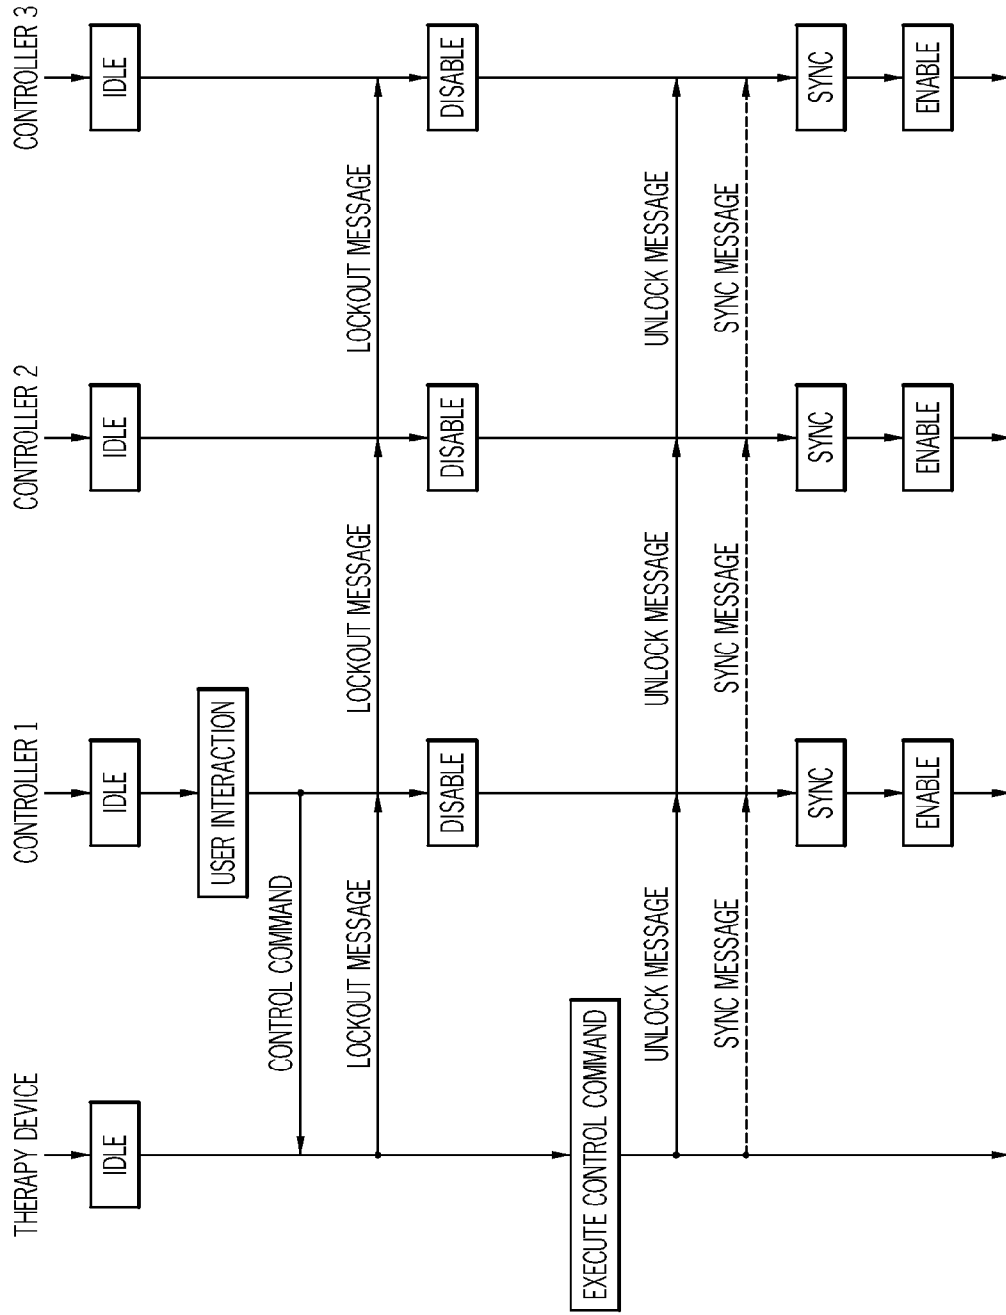 THERAPY DEVICE
CONTROLLER 1
CONTROLLER 2
CONTROLLER 3
IDLE
IDLE
IDLE
IDLE
USER INTERACTION
CONTROL COMMAND
LOCKOUT MESSAGE
LOCKOUT MESSAGE
LOCKOUT MESSAGE
DISABLE
DISABLE
DISABLE
EXECUTE CONTROL COMMAND
UNLOCK MESSAGE
UNLOCK MESSAGE
UNLOCK MESSAGE
SYNC MESSAGE
SYNC MESSAGE
SYNC MESSAGE
SYNC
SYNC
SYNC
ENABLE
ENABLE
ENABLE